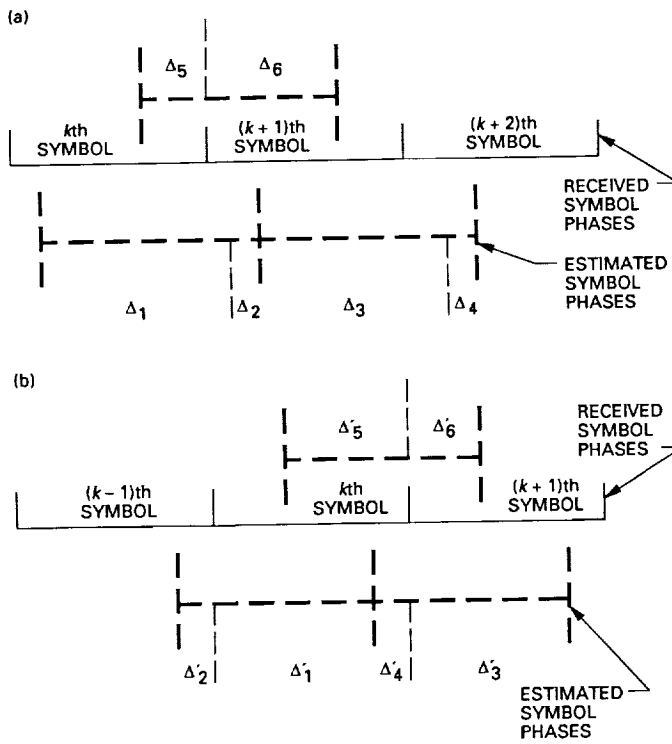 (a)
Δ5 Δ6
kth
SYMBOL
(k + 1)th
SYMBOL
(k + 2)th
SYMBOL
RECEIVED
SYMBOL
PHASES
ESTIMATED
SYMBOL
PHASES
Δ1 Δ2 Δ3 Δ4
(b)
RECEIVED
SYMBOL
PHASES
Δ′5 Δ′6
(k – 1)th
SYMBOL
kth
SYMBOL
(k + 1)th
SYMBOL
Δ′2 Δ′1 Δ′4 Δ′3
ESTIMATED
SYMBOL
PHASES